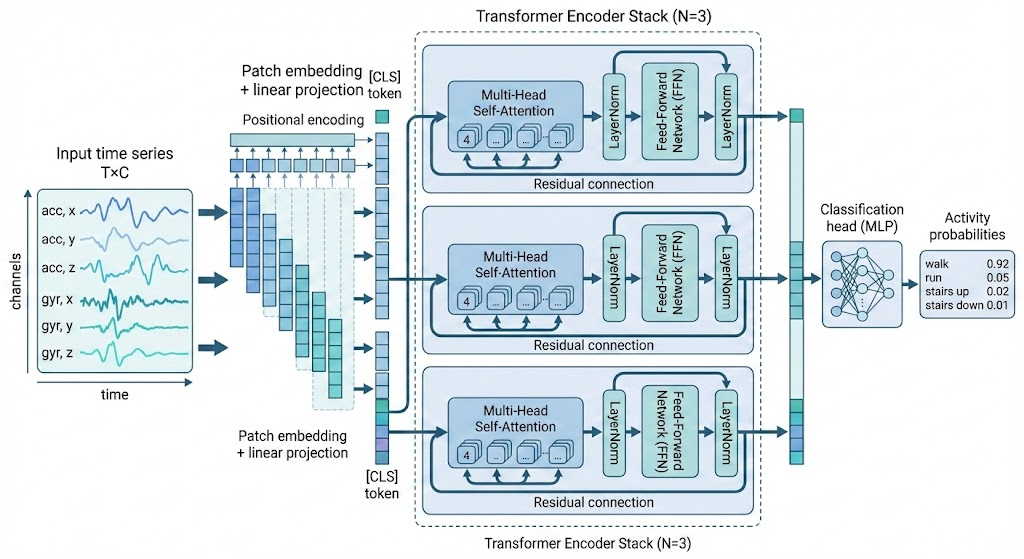 Transformer Encoder Stack (N=3)
Patch embedding
+ linear projection
[CLS]
token
Positional encoding
Input time series
T×C
channels
acc, x
acc, y
acc, z
gyr, x
gyr, y
gyr, z
time
Patch embedding
+ linear projection
[CLS]
token
Multi-Head
Self-Attention
4 ... ... ... ...
LayerNorm
Feed-Forward
Network (FFN)
LayerNorm
Residual connection
Multi-Head
Self-Attention
4 ... ... ... ...
LayerNorm
Feed-Forward
Network (FFN)
LayerNorm
Residual connection
Multi-Head
Self-Attention
4 .. ... ... ...
LayerNorm
Feed-Forward
Network (FFN)
LayerNorm
Residual connection
Classification
head (MLP)
Activity
probabilities
walk 0.92
run 0.05
stairs up 0.02
stairs down 0.01
Transformer Encoder Stack (N=3)